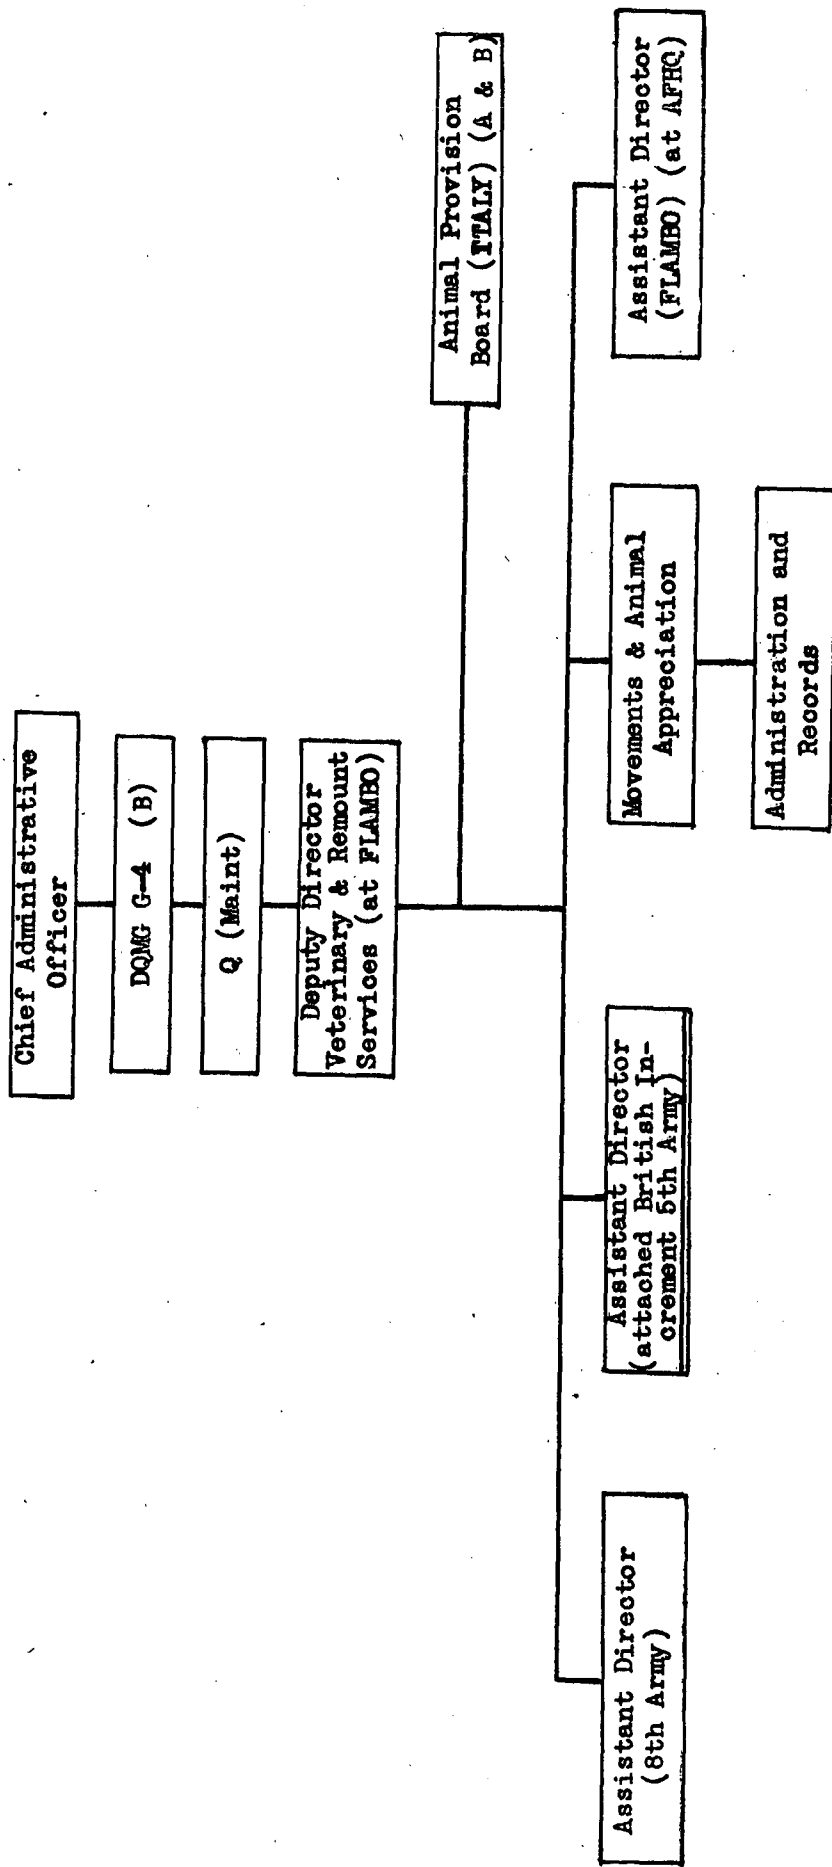 Chief Administrative
Officer
DQMG G-4 (B)
Q (Maint)
Deputy Director
Veterinary & Remount
Services (at FLAMBO)
Animal Provision
Board (ITALY) (A & B)
Assistant Director
(8th Army)
Assistant Director
(attached British In-
crement 5th Army)
Movements & Animal
Appreciation
Administration and
Records
Assistant Director
(FLAMBO) (at AFHQ)